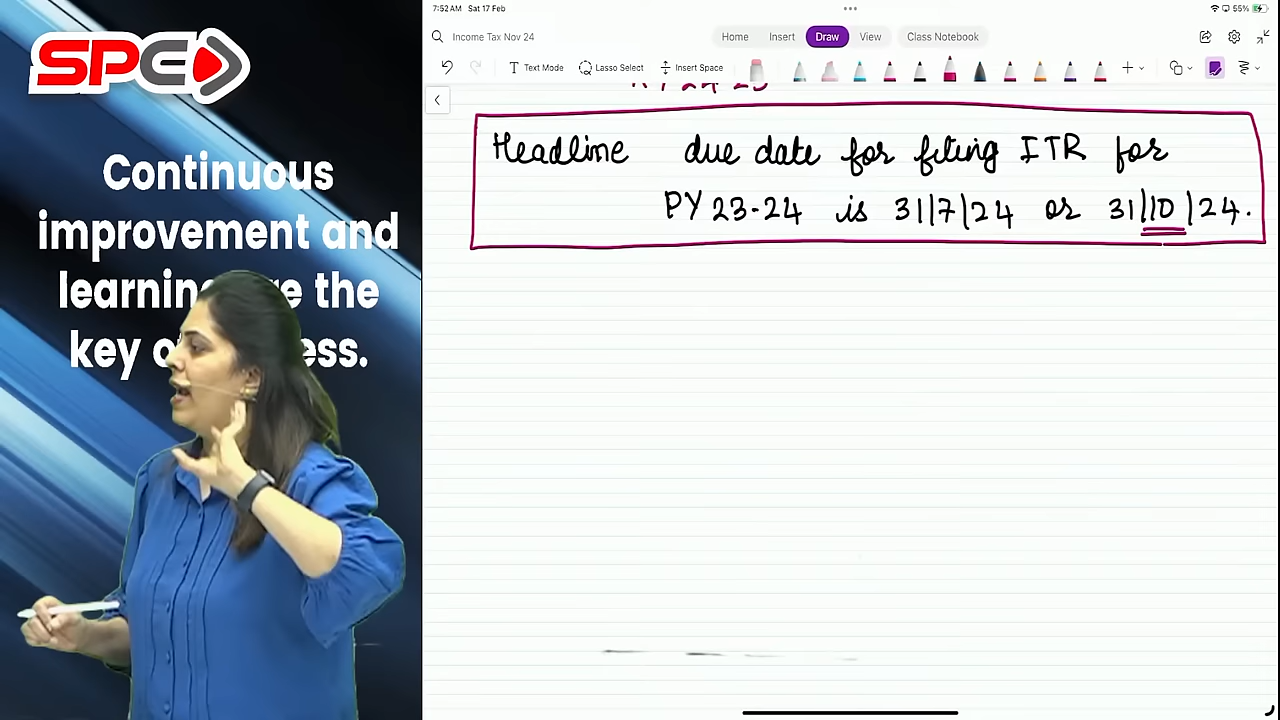 7:52 AM Sat 17 Feb
55%
Income Tax Nov 24
Home Insert Draw View Class Notebook
Text Mode Lasso Select Insert Space
SPC
Continuous
improvement and
the
key
Headline due date for filing ITR for
PY 23-24 is 31/7/24 or 31/10/24.